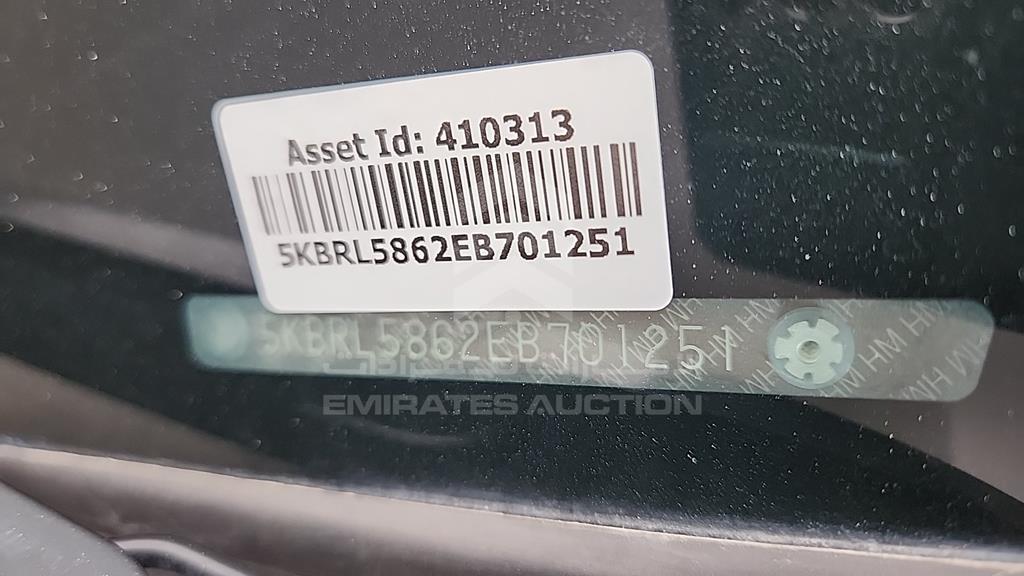 Asset Id: 410313
5KBRL5862EB701251
5KBRL5862EB701251
EMIRATES AUCTION